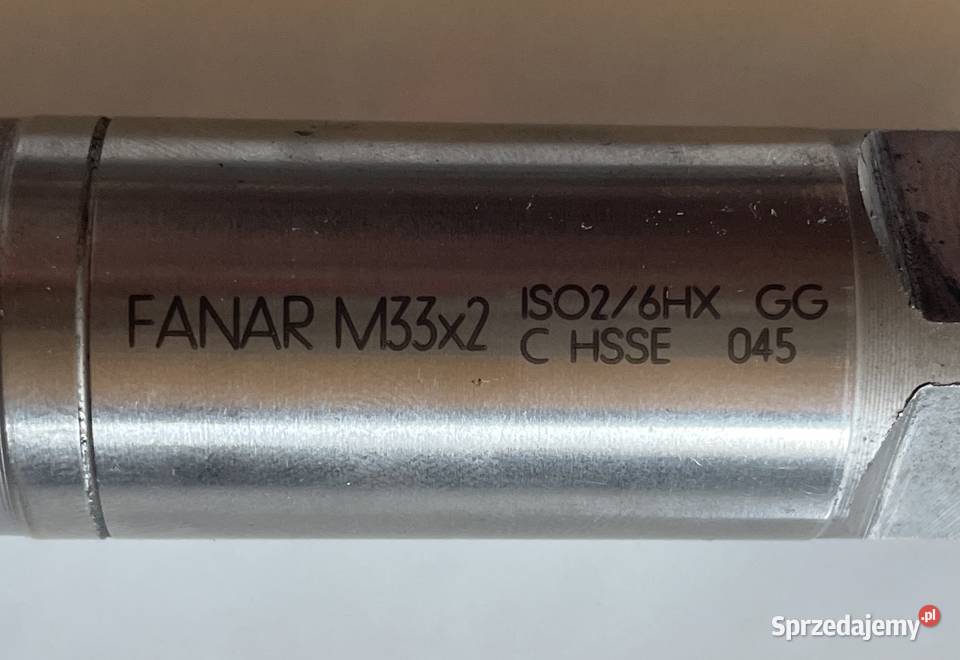 FANAR M33x2
ISO2/6HX GG
C HSSE 045
Sprzedajemy.pl